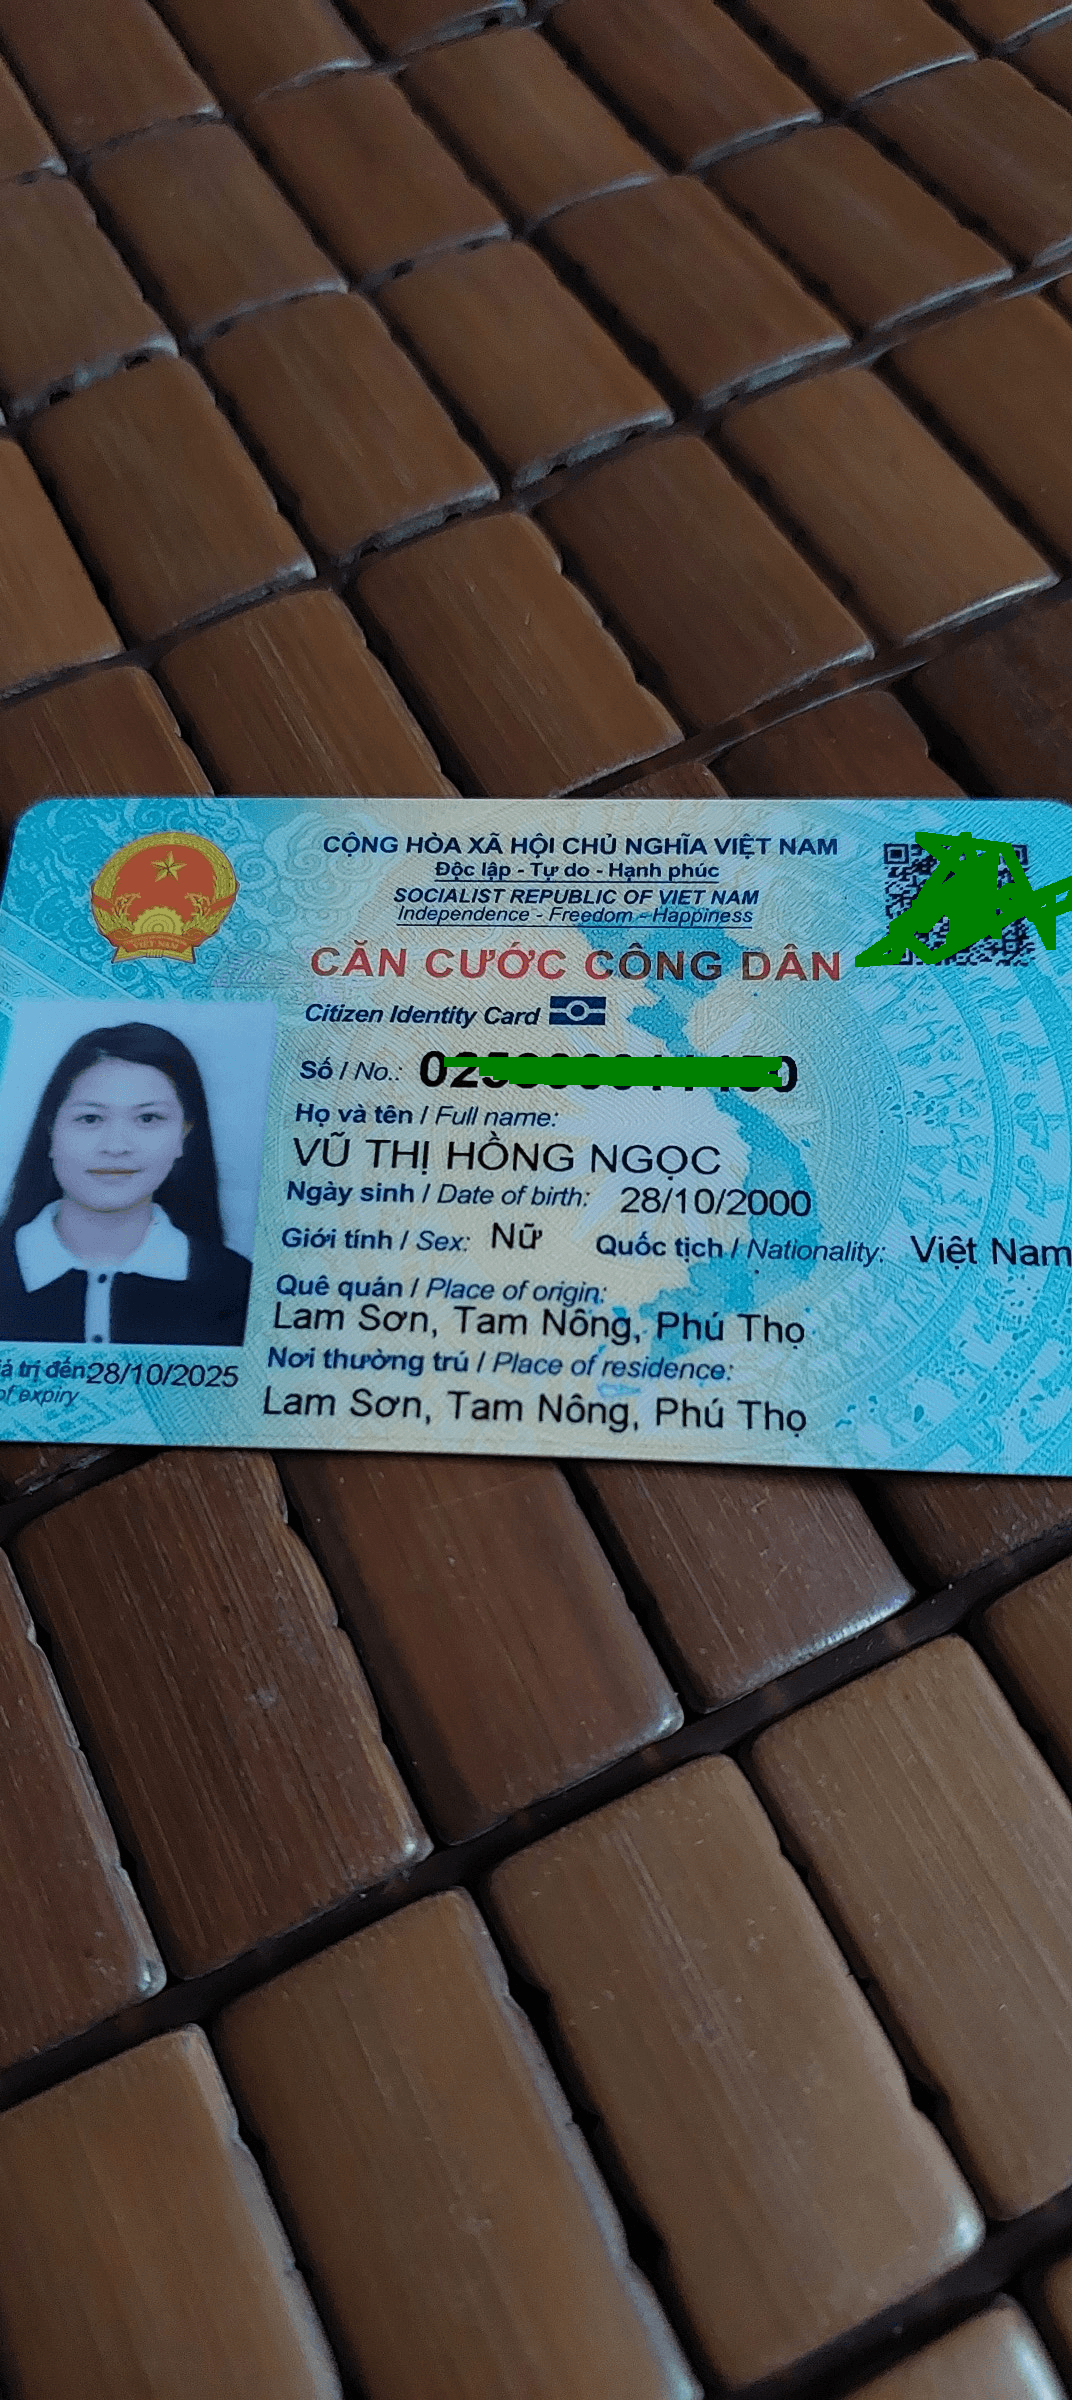 CỘNG HÒA XÃ HỘI CHỦ NGHĨA VIỆT NAM
Độc lập - Tự do - Hạnh phúc
SOCIALIST REPUBLIC OF VIET NAM
Independence - Freedom - Happiness
CĂN CƯỚC CÔNG DÂN
Citizen Identity Card
Số / No.:
Họ và tên / Full name:
VŨ THỊ HỒNG NGỌC
Ngày sinh / Date of birth: 28/10/2000
Giới tính / Sex: Nữ Quốc tịch / Nationality: Việt Nam
Quê quán / Place of origin:
Lam Sơn, Tam Nông, Phú Thọ
Nơi thường trú / Place of residence:
Lam Sơn, Tam Nông, Phú Thọ
trị đến 28/10/2025
of expiry
VIỆT NAM